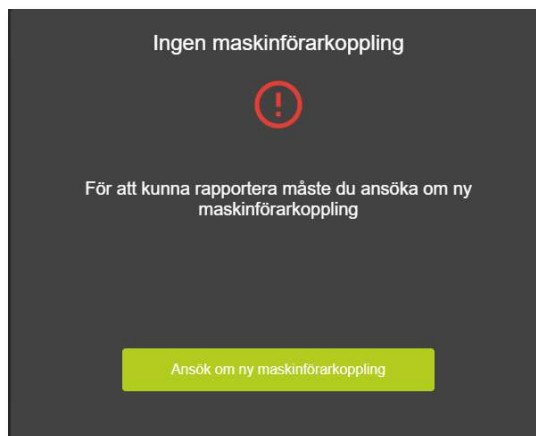 Ingen maskinförarkoppling
För att kunna rapportera måste du ansöka om ny
maskinförarkoppling
Ansök om ny maskinförarkoppling